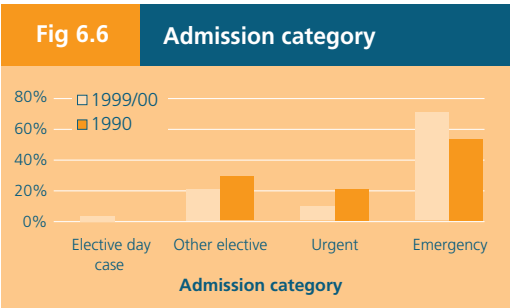 Fig 6.6
Admission category
80%
1999/00
1990
60%
40%
20%
0%
Elective day
case
Other elective
Urgent
Emergency
Admission category